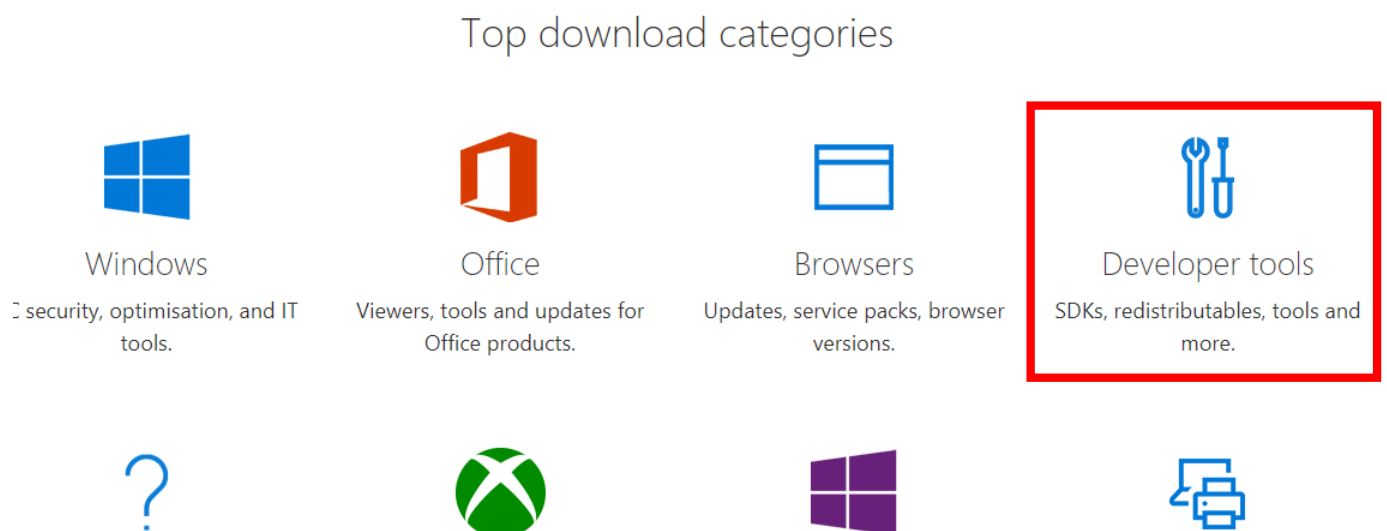 Top download categories
Windows
security, optimisation, and IT
tools.
Office
Viewers, tools and updates for
Office products.
Browsers
Updates, service packs, browser
versions.
Developer tools
SDKs, redistributables, tools and
more.